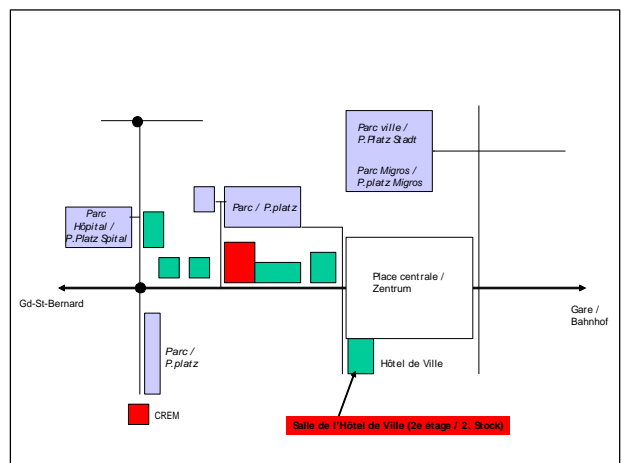 Parc ville /
P.Platz Stadt
Parc Migros /
P.platz Migros
Parc / P.platz
Parc
Hôpital /
P.Platz Spital
Place centrale /
Zentrum
Gd-St-Bernard
Gare /
Bahnhof
Parc /
P.platz
Hôtel de Ville
CREM
Salle de l'Hôtel de Ville (2e étage / 2. Stock)